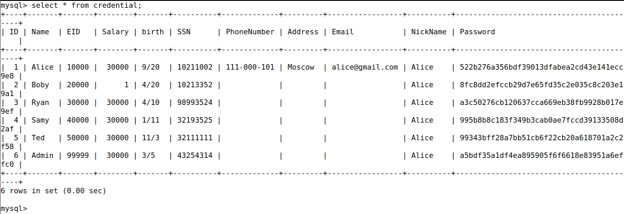 mysql> select * from credential;
+----+-------+-------+--------+-------+----------+-------------+---------+-----------------+----------+------------------------------------------
----+
| ID | Name | EID | Salary | birth | SSN | PhoneNumber | Address | Email | NickName | Password
|
+----+-------+-------+--------+-------+----------+-------------+---------+-----------------+----------+------------------------------------------
----+
| 1 | Alice | 10000 | 30000 | 9/20 | 10211002 | 111-000-101 | Moscow | alice@gmail.com | Alice | 522b276a356bdf39013dfabea2cd43e141ecc
9e8 |
| 2 | Boby | 20000 | 1 | 4/20 | 10213352 | | | | Alice | 8fc8dd2efccb29d7e65fd35c2e035c8c203e1
9a1 |
| 3 | Ryan | 30000 | 30000 | 4/10 | 98993524 | | | | Alice | a3c50276cb120637cca669eb38fb9928b017e
9ef |
| 4 | Samy | 40000 | 30000 | 1/11 | 32193525 | | | | Alice | 995b8b8c183f349b3cab0ae7fccd39133508d
2af |
| 5 | Ted | 50000 | 30000 | 11/3 | 32111111 | | | | Alice | 99343bff28a7bb51cb6f22cb20a618701a2c2
f58 |
| 6 | Admin | 99999 | 30000 | 3/5 | 43254314 | | | | Alice | a5bdf35a1df4ea895905f6f6618e83951a6ef
fc0 |
+----+-------+-------+--------+-------+----------+-------------+---------+-----------------+----------+------------------------------------------
----+
6 rows in set (0.00 sec)
mysql>